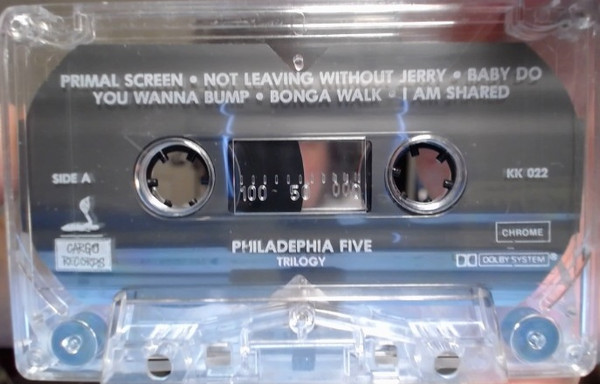 PRIMAL SCREEN • NOT LEAVING WITHOUT JERRY • BABY DO
YOU WANNA BUMP • BONGA WALK • I AM SHARED
SIDE A
KK 022
100 50
CARGO
RECORDS
CHROME
PHILADEPHIA FIVE
DOLBY SYSTEM®
TRILOGY